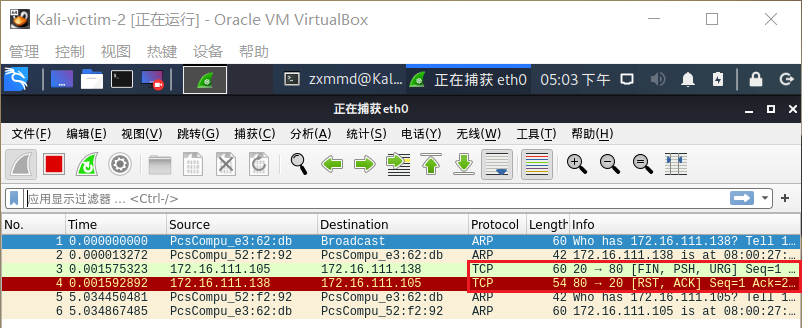 Kali-victim-2 [正在运行] - Oracle VM VirtualBox
管理 控制 视图 热键 设备 帮助
zxmmd@Kal... 正在捕获 eth0 05:03 下午
正在捕获 eth0
文件(F) 编辑(E) 视图(V) 跳转(G) 捕获(C) 分析(A) 统计(S) 电话(Y) 无线(W) 工具(T) 帮助(H)
应用显示过滤器 … <Ctrl-/>
No. Time Source Destination Protocol Length Info
1 0.000000000 PcsCompu_e3:62:db Broadcast ARP 60 Who has 172.16.111.138? Tell 1…
2 0.000013272 PcsCompu_52:f2:92 PcsCompu_e3:62:db ARP 42 172.16.111.138 is at 08:00:27:…
3 0.001575323 172.16.111.105 172.16.111.138 TCP 60 20 → 80 [FIN, PSH, URG] Seq=1 …
4 0.001592892 172.16.111.138 172.16.111.105 TCP 54 80 → 20 [RST, ACK] Seq=1 Ack=2…
5 5.034450481 PcsCompu_52:f2:92 PcsCompu_e3:62:db ARP 42 Who has 172.16.111.105? Tell 1…
6 5.034867485 PcsCompu_e3:62:db PcsCompu_52:f2:92 ARP 60 172.16.111.105 is at 08:00:27:…